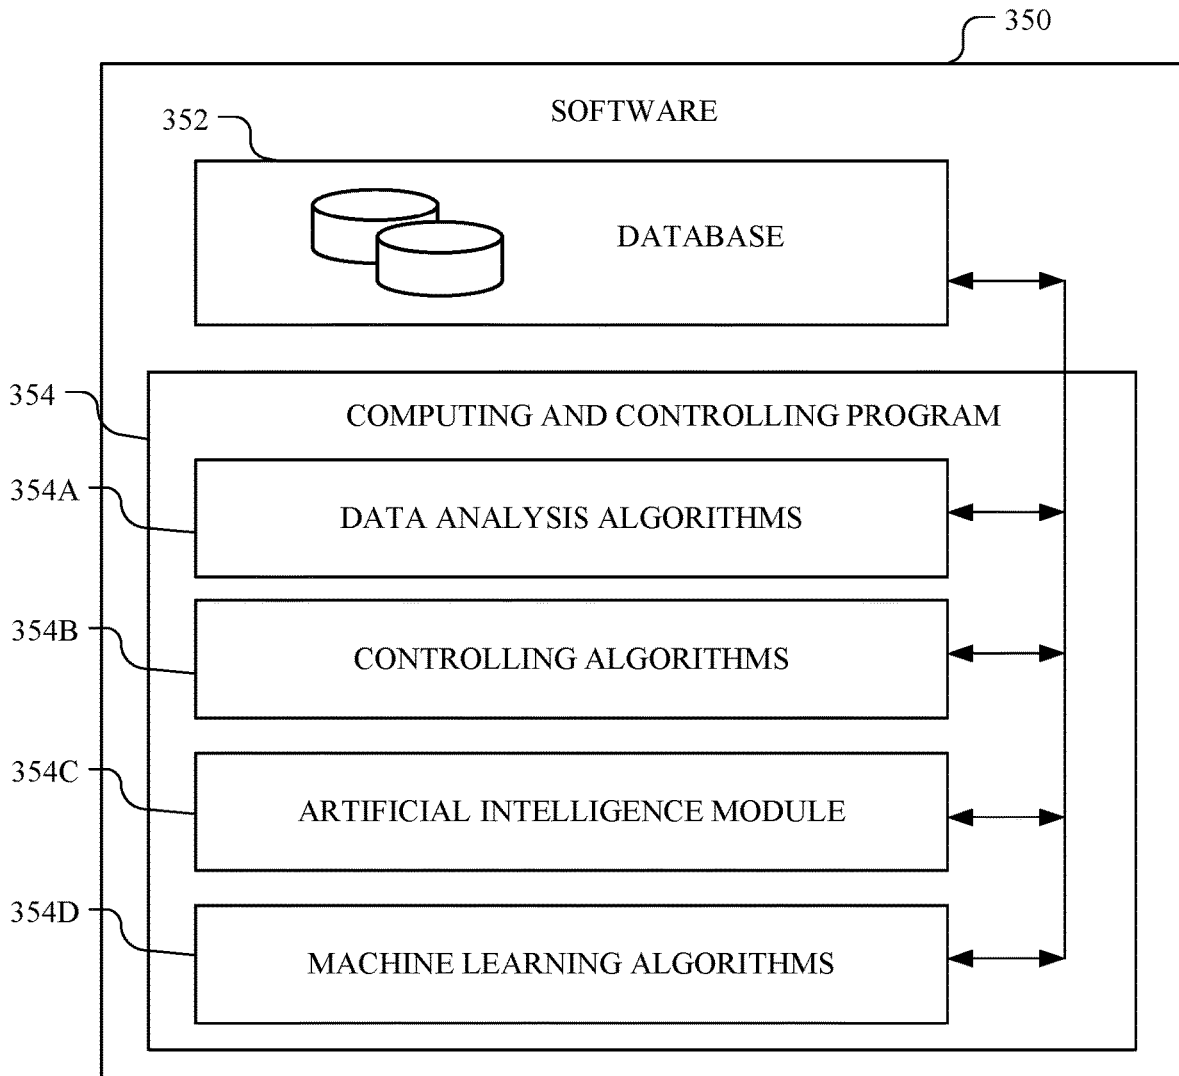 350
SOFTWARE
352
DATABASE
354
COMPUTING AND CONTROLLING PROGRAM
354A
DATA ANALYSIS ALGORITHMS
354B
CONTROLLING ALGORITHMS
354C
ARTIFICIAL INTELLIGENCE MODULE
354D
MACHINE LEARNING ALGORITHMS